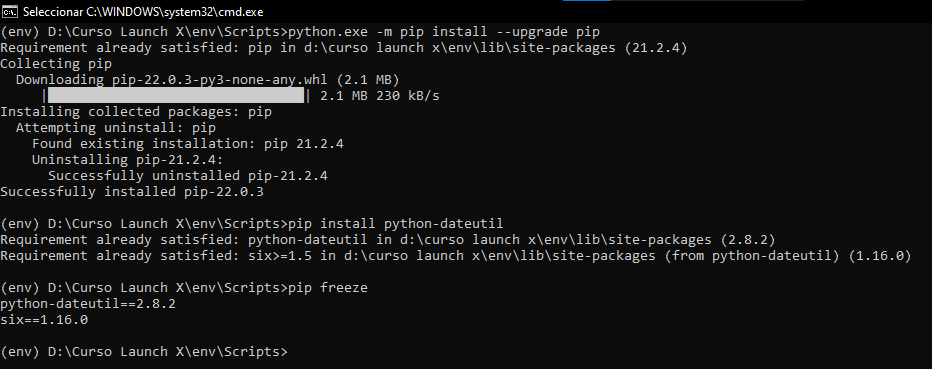 Seleccionar C:\WINDOWS\system32\cmd.exe
(env) D:\Curso Launch X\env\Scripts>python.exe -m pip install --upgrade pip
Requirement already satisfied: pip in d:\curso launch x\env\lib\site-packages (21.2.4)
Collecting pip
  Downloading pip-22.0.3-py3-none-any.whl (2.1 MB)
     |████████████████████████████████| 2.1 MB 230 kB/s
Installing collected packages: pip
  Attempting uninstall: pip
    Found existing installation: pip 21.2.4
    Uninstalling pip-21.2.4:
      Successfully uninstalled pip-21.2.4
Successfully installed pip-22.0.3
(env) D:\Curso Launch X\env\Scripts>pip install python-dateutil
Requirement already satisfied: python-dateutil in d:\curso launch x\env\lib\site-packages (2.8.2)
Requirement already satisfied: six>=1.5 in d:\curso launch x\env\lib\site-packages (from python-dateutil) (1.16.0)
(env) D:\Curso Launch X\env\Scripts>pip freeze
python-dateutil==2.8.2
six==1.16.0
(env) D:\Curso Launch X\env\Scripts>